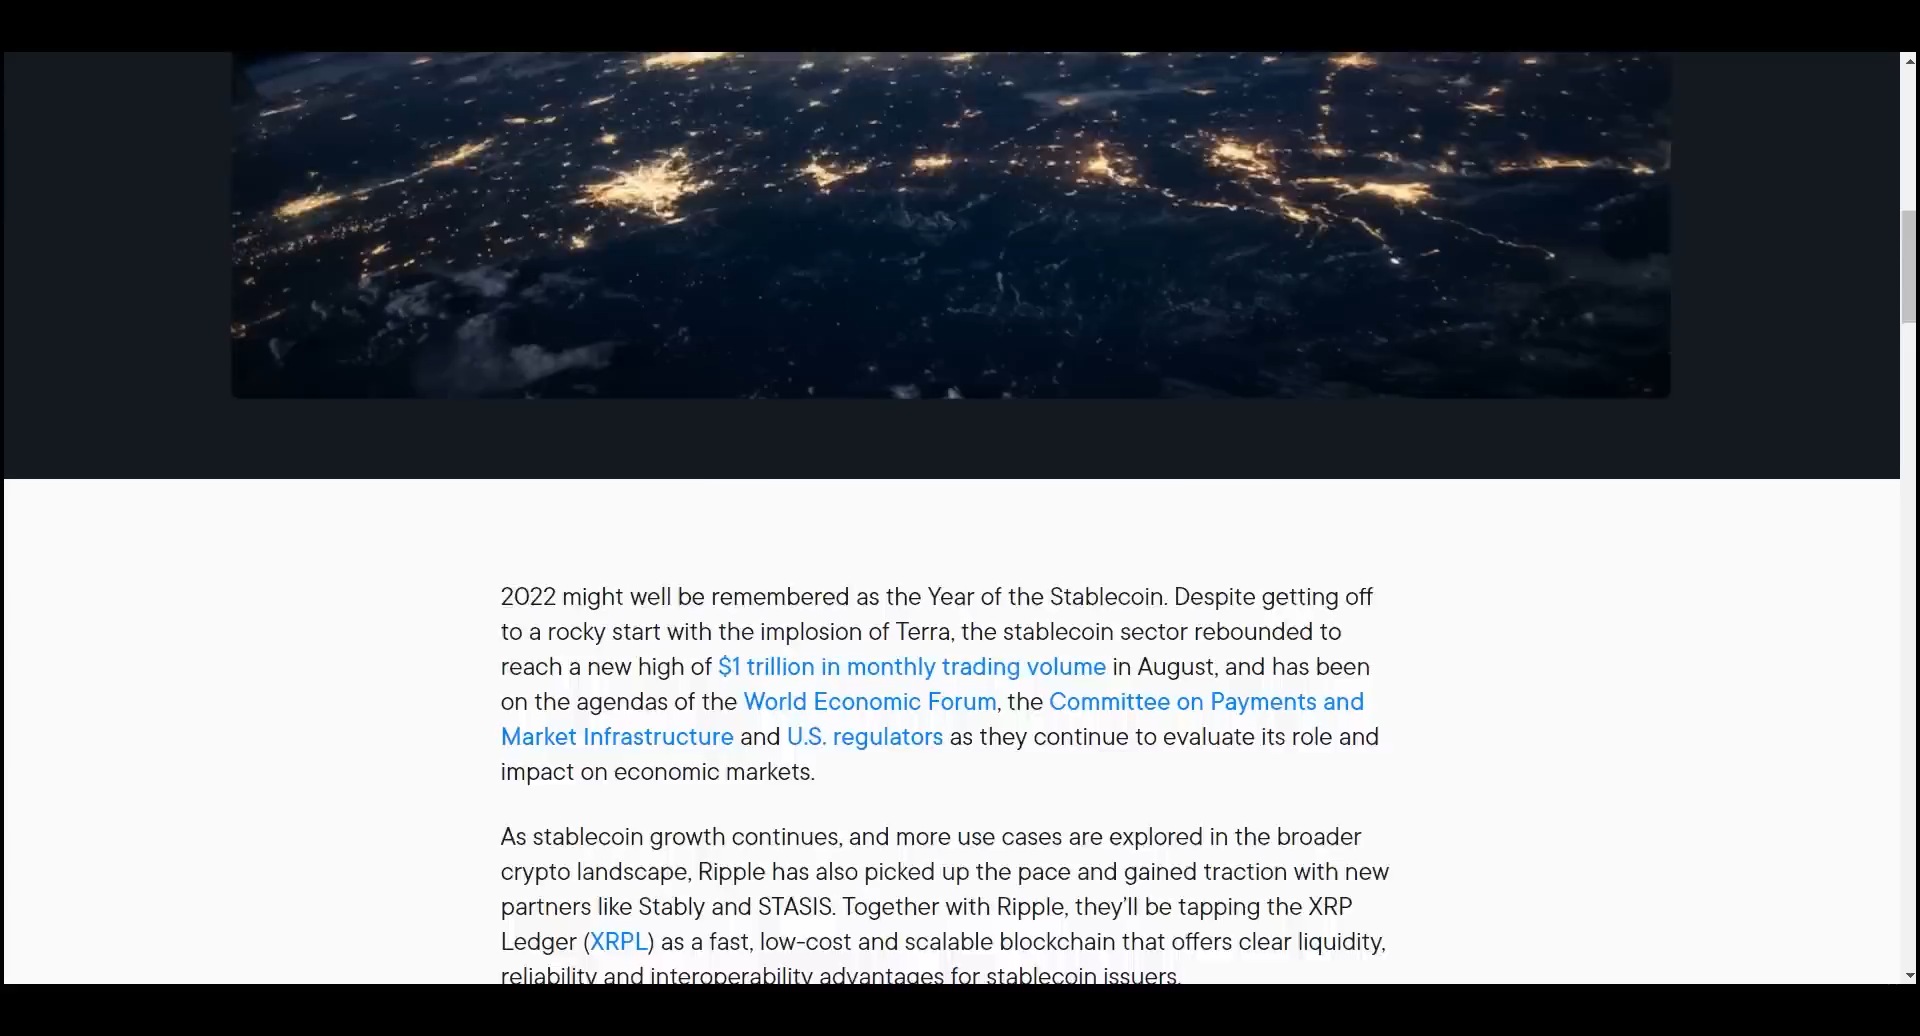 2022 might well be remembered as the Year of the Stablecoin. Despite getting off
to a rocky start with the implosion of Terra, the stablecoin sector rebounded to
reach a new high of $1 trillion in monthly trading volume in August, and has been
on the agendas of the World Economic Forum, the Committee on Payments and
Market Infrastructure and U.S. regulators as they continue to evaluate its role and
impact on economic markets.
As stablecoin growth continues, and more use cases are explored in the broader
crypto landscape, Ripple has also picked up the pace and gained traction with new
partners like Stably and STASIS. Together with Ripple, they’ll be tapping the XRP
Ledger (XRPL) as a fast, low-cost and scalable blockchain that offers clear liquidity,
reliability and interoperability advantages for stablecoin issuers.